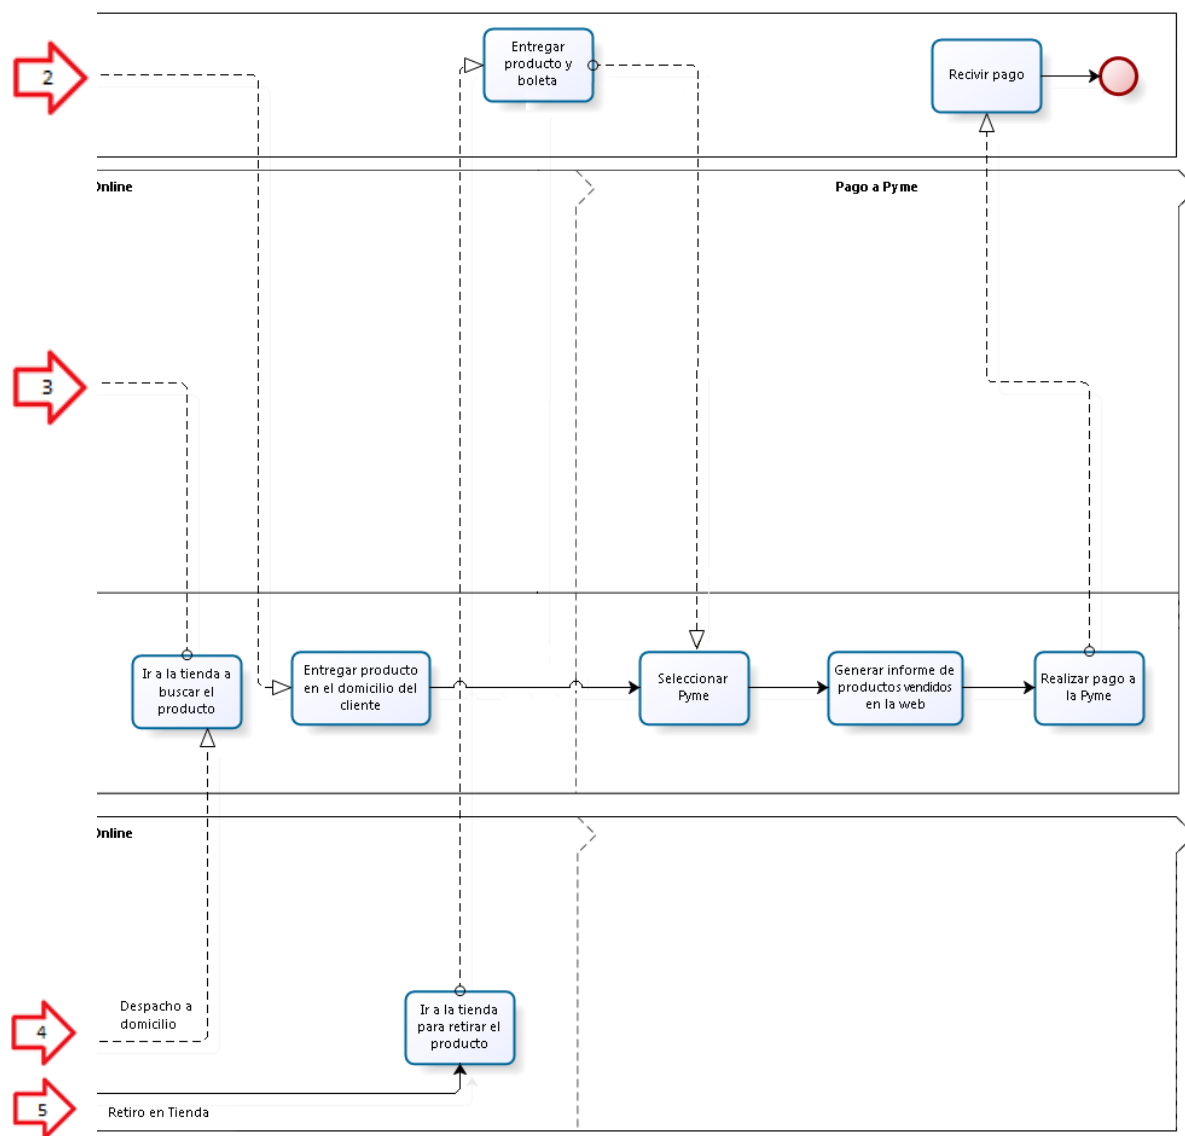 2
Entregar
producto y
boleta
Recivir pago
Online
Pago a Pyme
3
Ir a la tienda a
buscar el
producto
Entregar producto
en el domicilio del
cliente
Seleccionar
Pyme
Generar informe de
productos vendidos
en la web
Realizar pago a
la Pyme
Online
Despacho a
domicilio
4
Ir a la tienda
para retirar el
producto
5
Retiro en Tienda